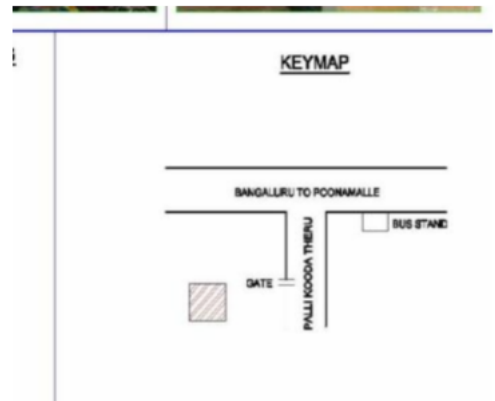 KEYMAP
BANGALURU TO POONAMALLE
BUS STAND
PALLI KOODA THERU
GATE